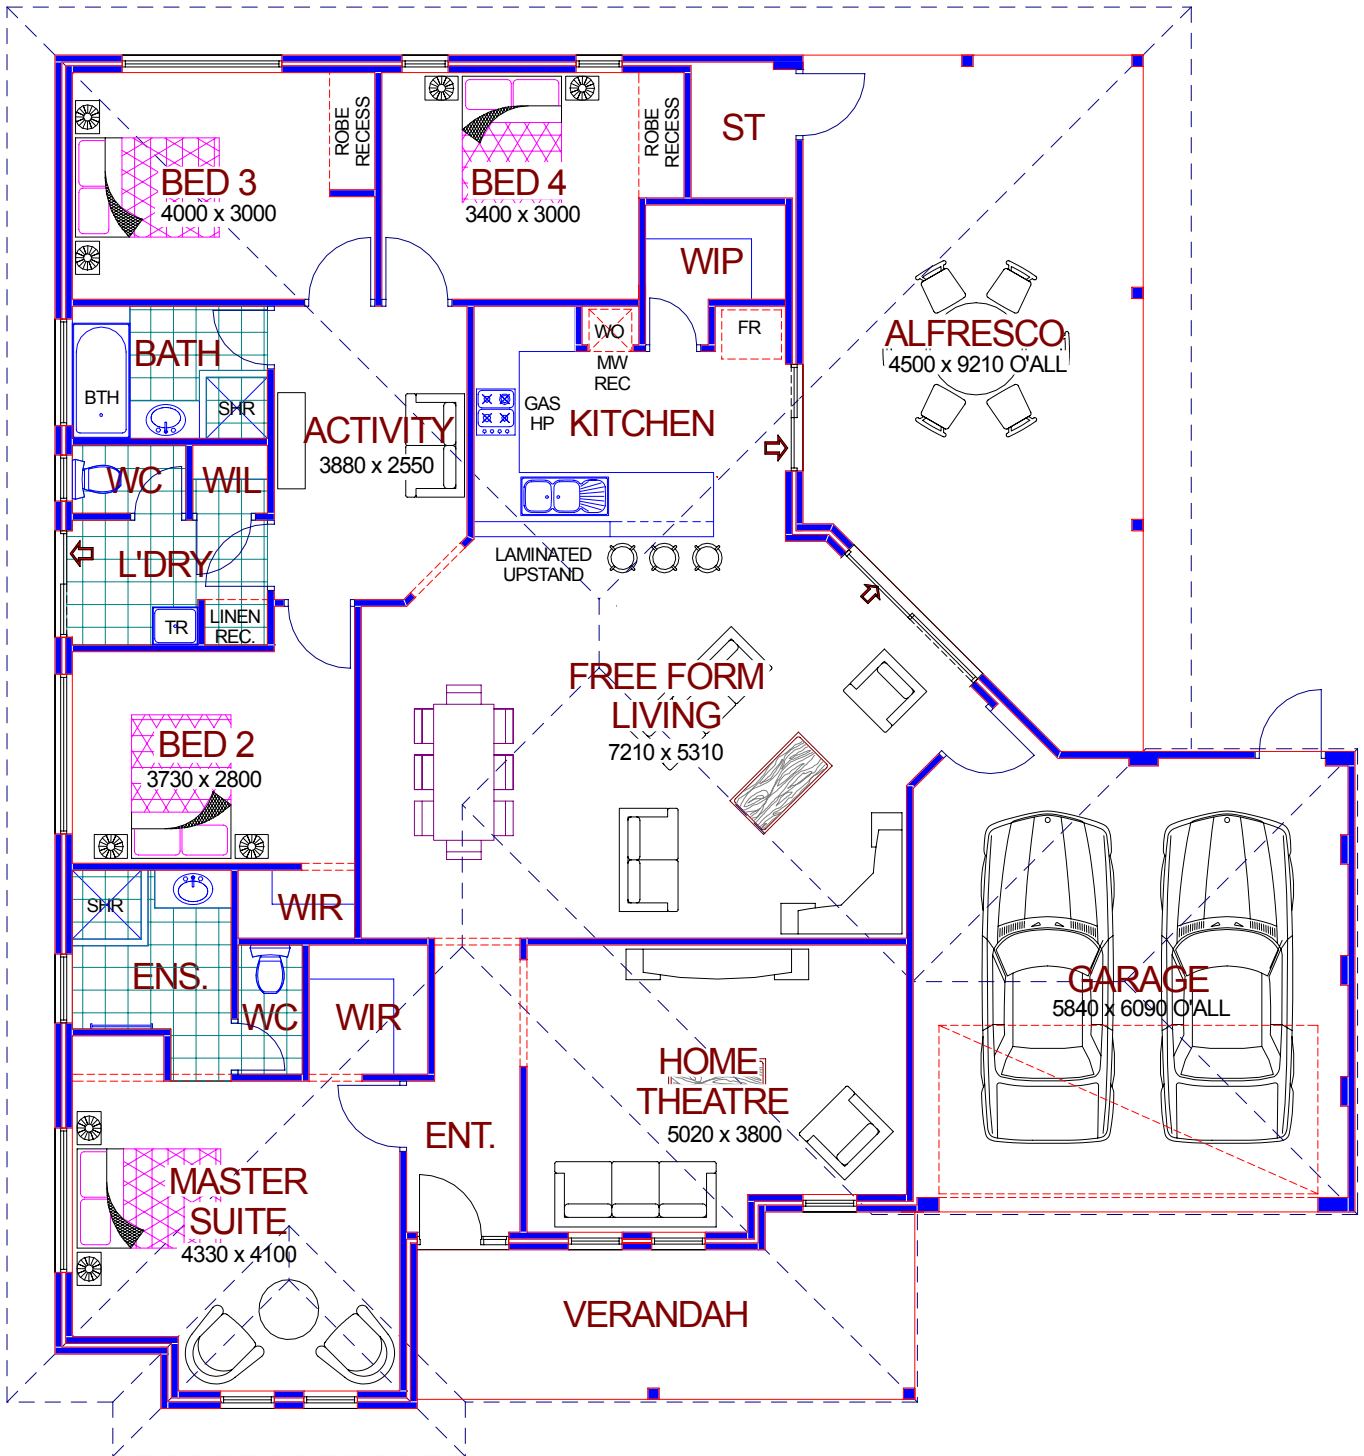 ROBE
RECESS
ROBE
RECESS
ST
BED 3
4000 x 3000
BED 4
3400 x 3000
WIP
WO
FR
BATH
ALFRESCO
4500 x 9210 O'ALL
MW
REC
BTH
SHR
GAS
HP
KITCHEN
ACTIVITY
3880 x 2550
WC
WIL
L'DRY
LAMINATED
UPSTAND
TR
LINEN
REC.
FREE FORM
LIVING
7210 x 5310
BED 2
3730 x 2800
SHR
WIR
ENS.
WC
WIR
GARAGE
5840 x 6090 O'ALL
HOME
THEATRE
5020 x 3800
ENT.
MASTER
SUITE
4330 x 4100
VERANDAH